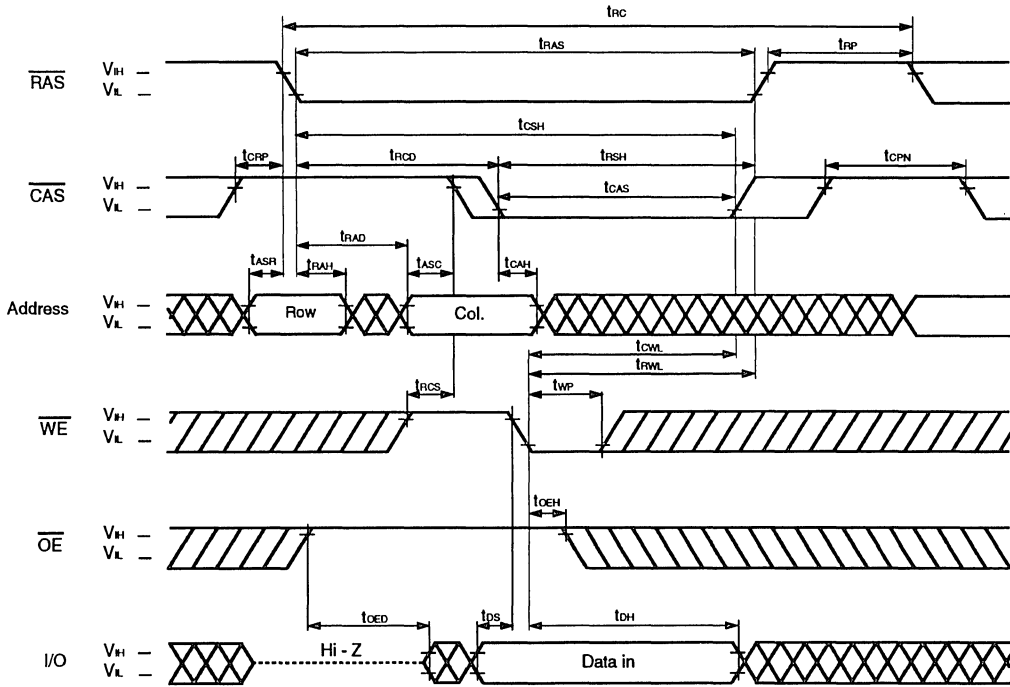 tRC
tRAS
tRP
RAS
VIH
VIL
tCSH
tCRP
tRCD
tRSH
tCPN
CAS
VIH
VIL
tCAS
tRAD
tASR
tRAH
tASC
tCAH
Address
VIH
VIL
Row
Col.
tCWL
tRWL
tRCS
tWP
WE
VIH
VIL
tOEH
OE
VIH
VIL
tOED
tDS
tDH
I/O
VIH
VIL
Hi - Z
Data in